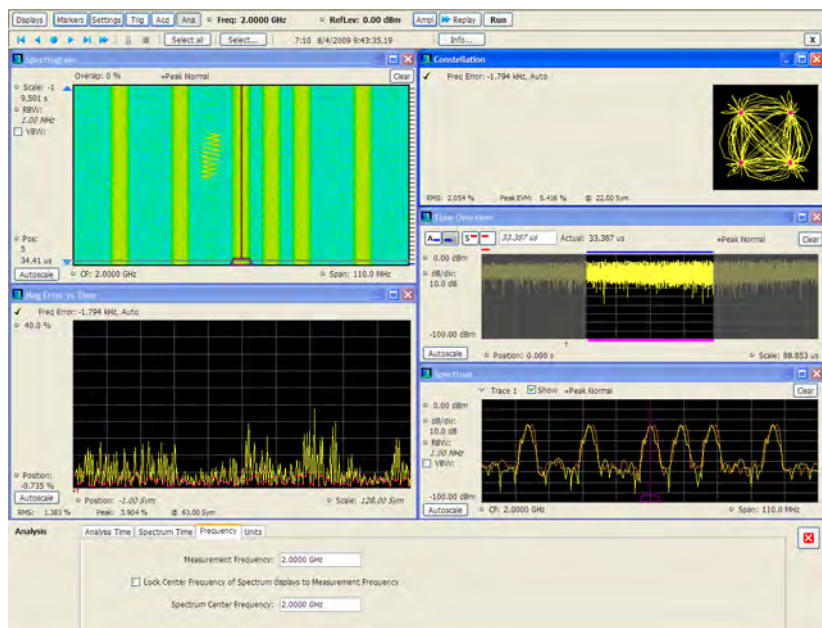 Displays Markers Settings Trig Acq Ana Freq: 2.0000 GHz RefLev: 0.00 dBm Ampl Replay Run
Select all Select... 7:10 8/4/2009 9:43:35.19 Info... X
Spectrogram
Overlap: 0 % +Peak Normal Clear
Scale: -1
9.501 s
RBW:
1.00 MHz
VBW:
Pos:
5
34.41 us
Autoscale CF: 2.0000 GHz Span: 110.0 MHz
Constellation
Freq Error: -1.794 kHz, Auto
RMS: 2.054 % Peak EVM: 5.416 % @ 22.00 Sym
Time Overview
33.387 us Actual: 33.387 us +Peak Normal Clear
0.00 dBm
dB/div:
10.0 dB
-100.00 dBm
Autoscale Position: 0.000 s Scale: 88.853 us
Mag Error vs Time
Freq Error: -1.794 kHz, Auto
40.0 %
Position:
-0.735 %
Autoscale Position: -1.00 Sym Scale: 128.00 Sym
RMS: 1.383 % Peak: 3.904 % @ 63.00 Sym
Spectrum
Trace 1 Show +Peak Normal Clear
0.00 dBm
dB/div:
10.0 dB
RBW:
1.00 MHz
VBW:
-100.00 dBm
Autoscale CF: 2.0000 GHz Span: 110.0 MHz
Analysis Analysis Time Spectrum Time Frequency Units
Measurement Frequency: 2.0000 GHz
Lock Center Frequency of Spectrum displays to Measurement Frequency
Spectrum Center Frequency: 2.0000 GHz